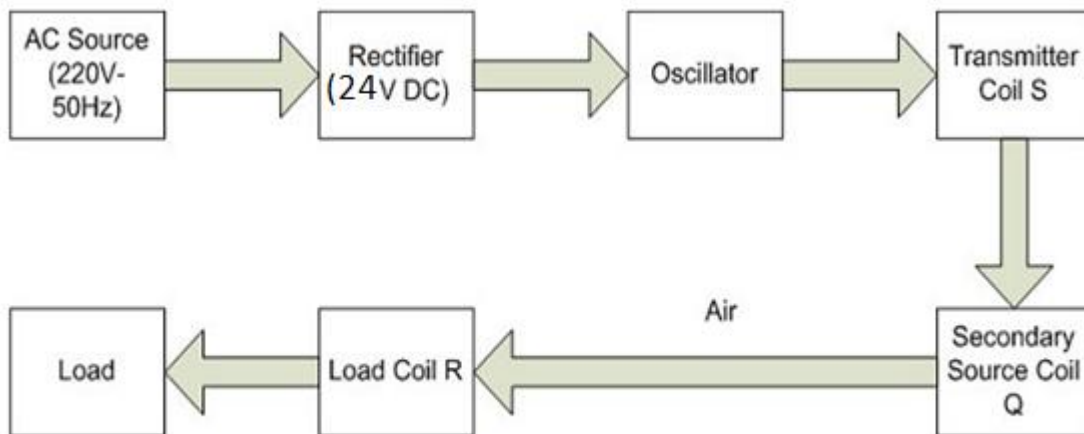 AC Source
(220V-
50Hz)
Rectifier
(24V DC)
Oscillator
Transmitter
Coil S
Air
Load
Load Coil R
Secondary
Source Coil
Q